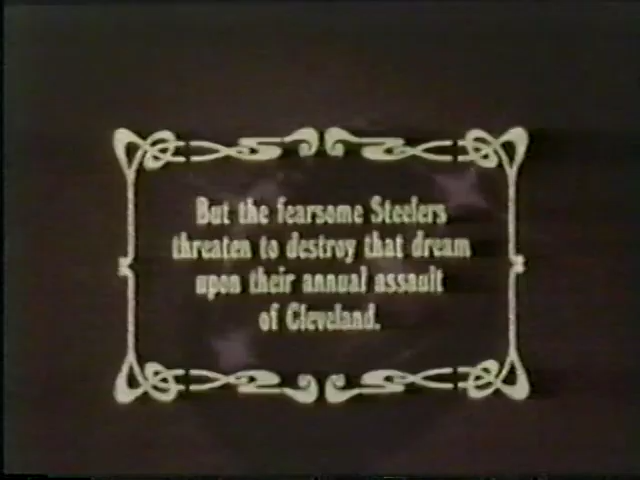 But the fearsome Steelers
threaten to destroy that dream
upon their annual assault
of Cleveland.